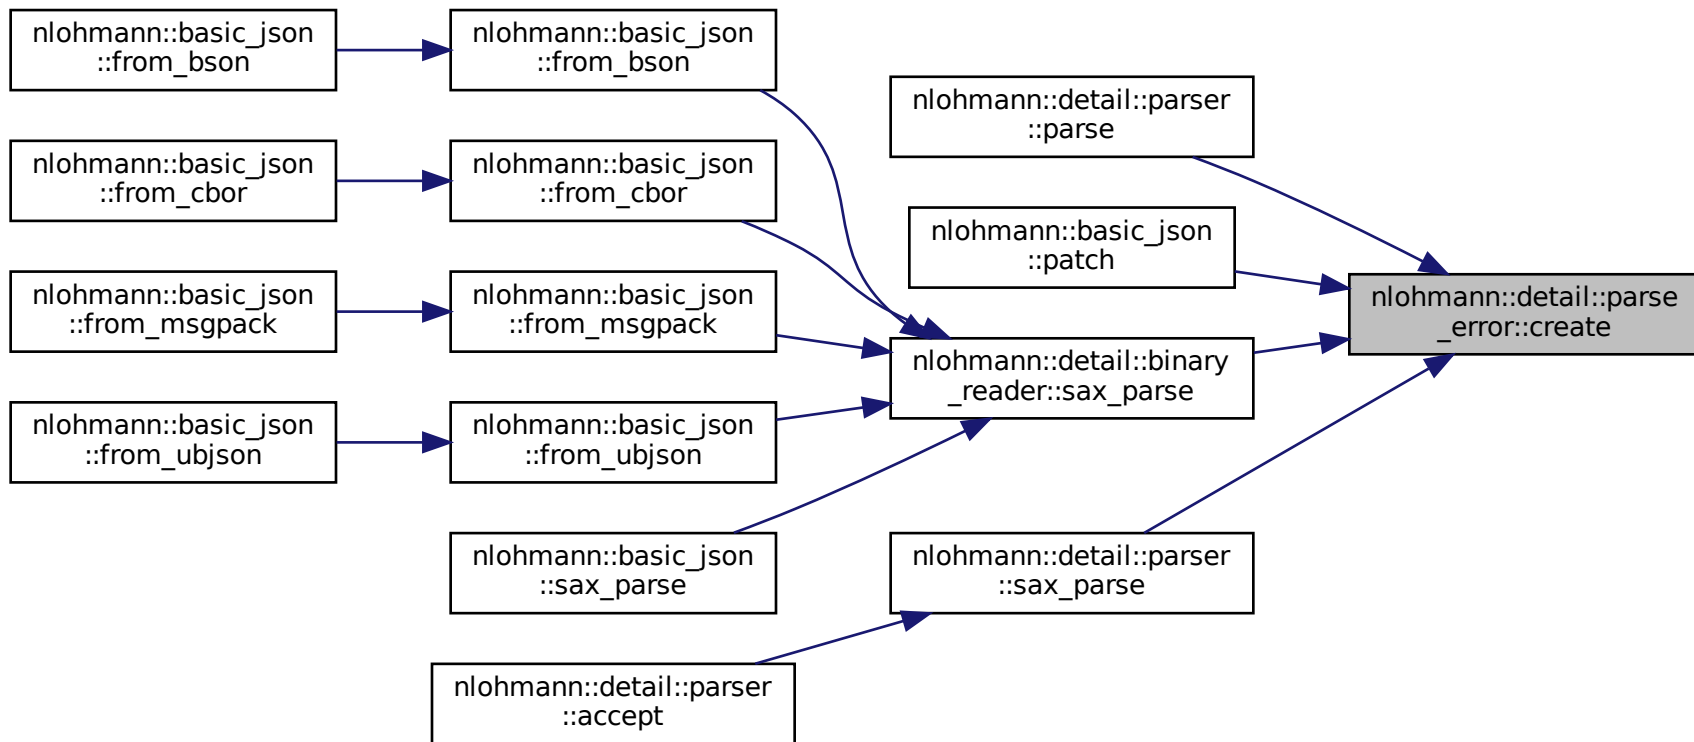 nlohmann::basic_json
::from_bson
nlohmann::basic_json
::from_bson
nlohmann::detail::parser
::parse
nlohmann::basic_json
::from_cbor
nlohmann::basic_json
::from_cbor
nlohmann::basic_json
::patch
nlohmann::basic_json
::from_msgpack
nlohmann::basic_json
::from_msgpack
nlohmann::detail::parse
_error::create
nlohmann::detail::binary
_reader::sax_parse
nlohmann::basic_json
::from_ubjson
nlohmann::basic_json
::from_ubjson
nlohmann::basic_json
::sax_parse
nlohmann::detail::parser
::sax_parse
nlohmann::detail::parser
::accept